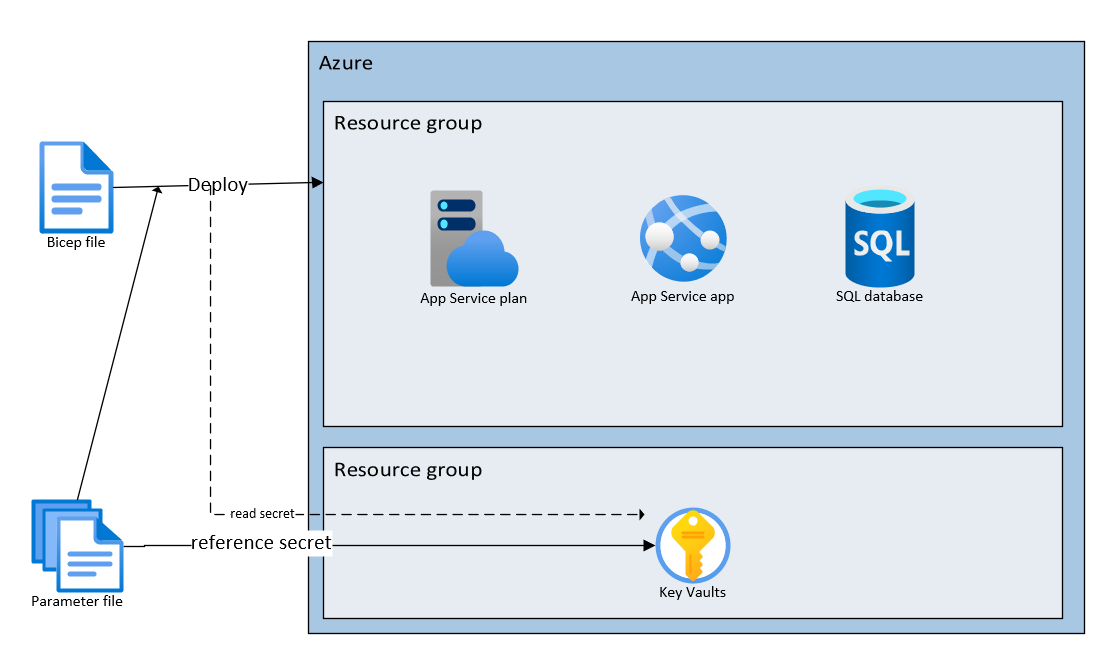 Azure
Resource group
Deploy
Bicep file
SQL
App Service plan
App Service app
SQL database
Resource group
read secret
reference secret
Key Vaults
Parameter file